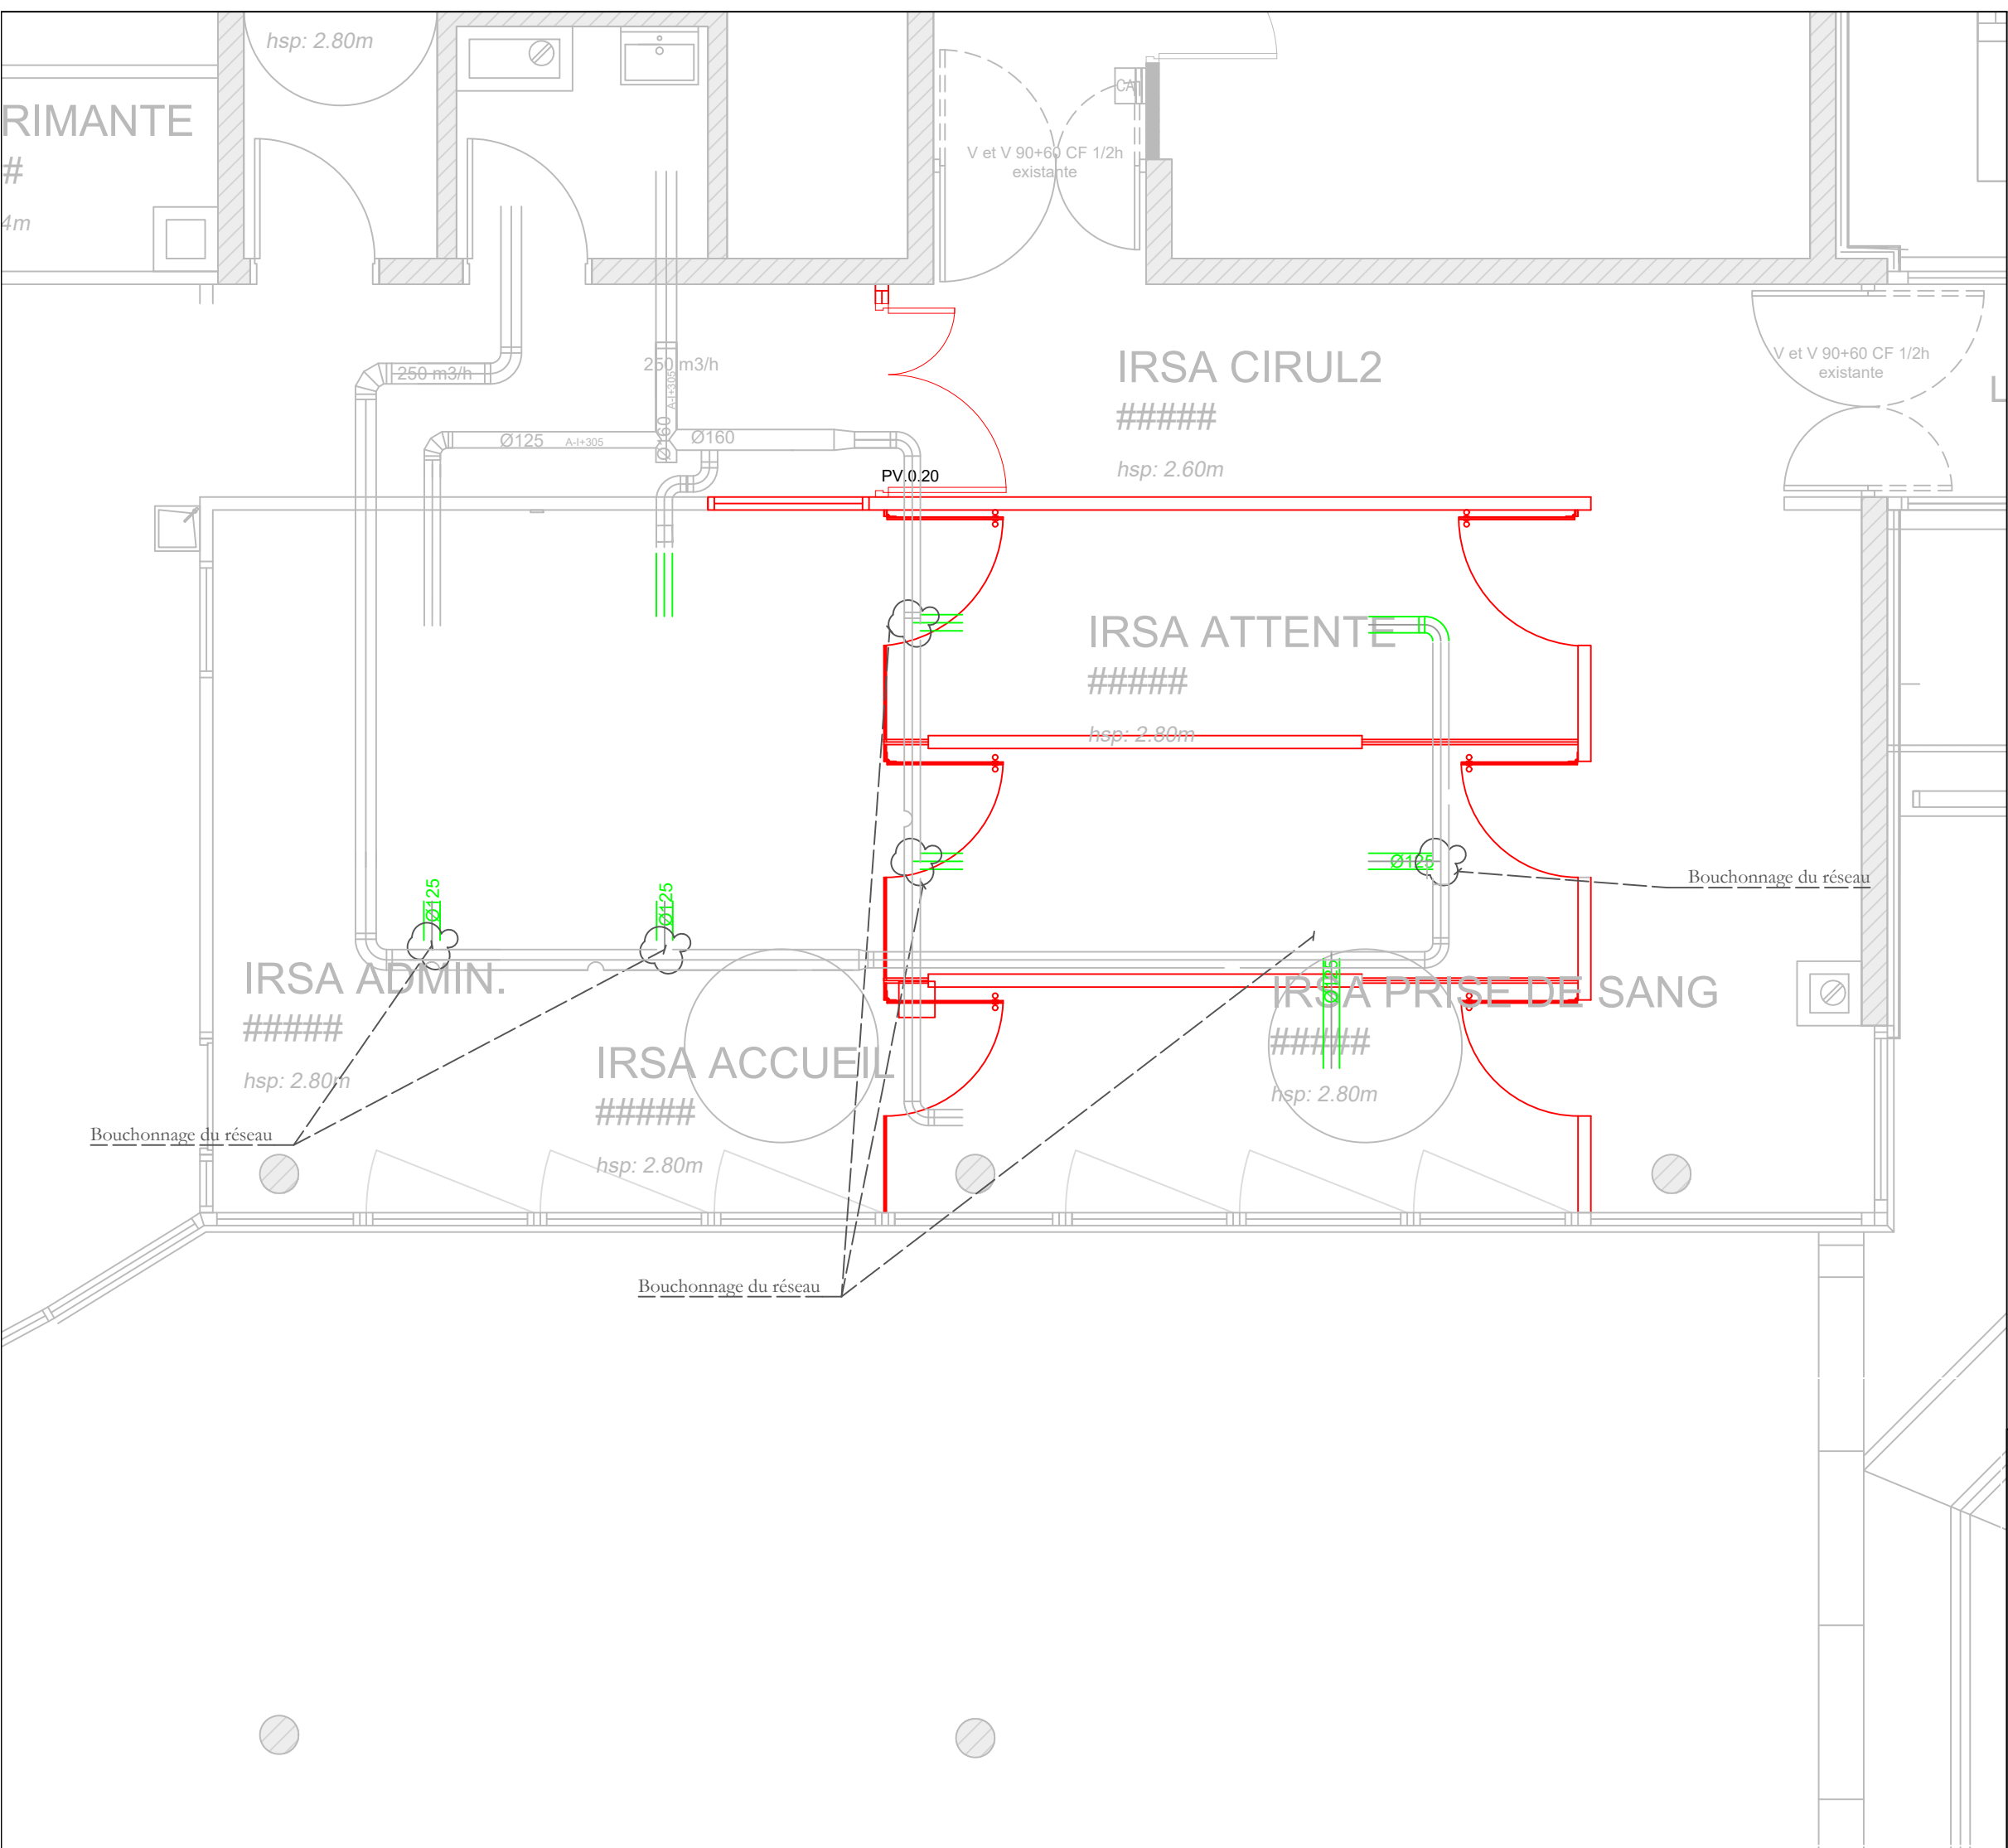 hsp: 2.80m
RIMANTE
#
4m
CA
V et V 90+60 CF 1/2h
existante
250 m3/h
250 m3/h
A-I+305
Ø125
A-I+305
Ø160
Ø160
IRSA CIRUL2
#####
hsp: 2.60m
V et V 90+60 CF 1/2h
existante
L
PV.0.20
IRSA ATTENTE
#####
hsp: 2.80m
Ø125
Ø125
Ø125
Bouchonnage du réseau
IRSA ADMIN.
#####
hsp: 2.80m
IRSA ACCUEIL
#####
hsp: 2.80m
Ø125
IRSA PRISE DE SANG
#####
hsp: 2.80m
Bouchonnage du réseau
Bouchonnage du réseau